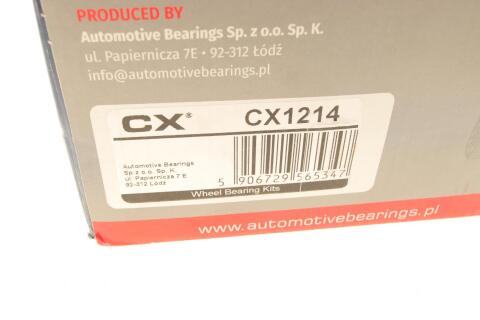 PRODUCED BY
Automotive Bearings Sp. z o.o. Sp. K.
ul. Papiernicza 7E • 92-312 Łódź
info@automotivebearings.pl
CX® CX1214
Automotive Bearings
Sp z o.o. Sp. K.
ul. Papiernicza 7 E
92-312 Łódź
5 906729 565347
Wheel Bearing Kits
www.automotivebearings.pl